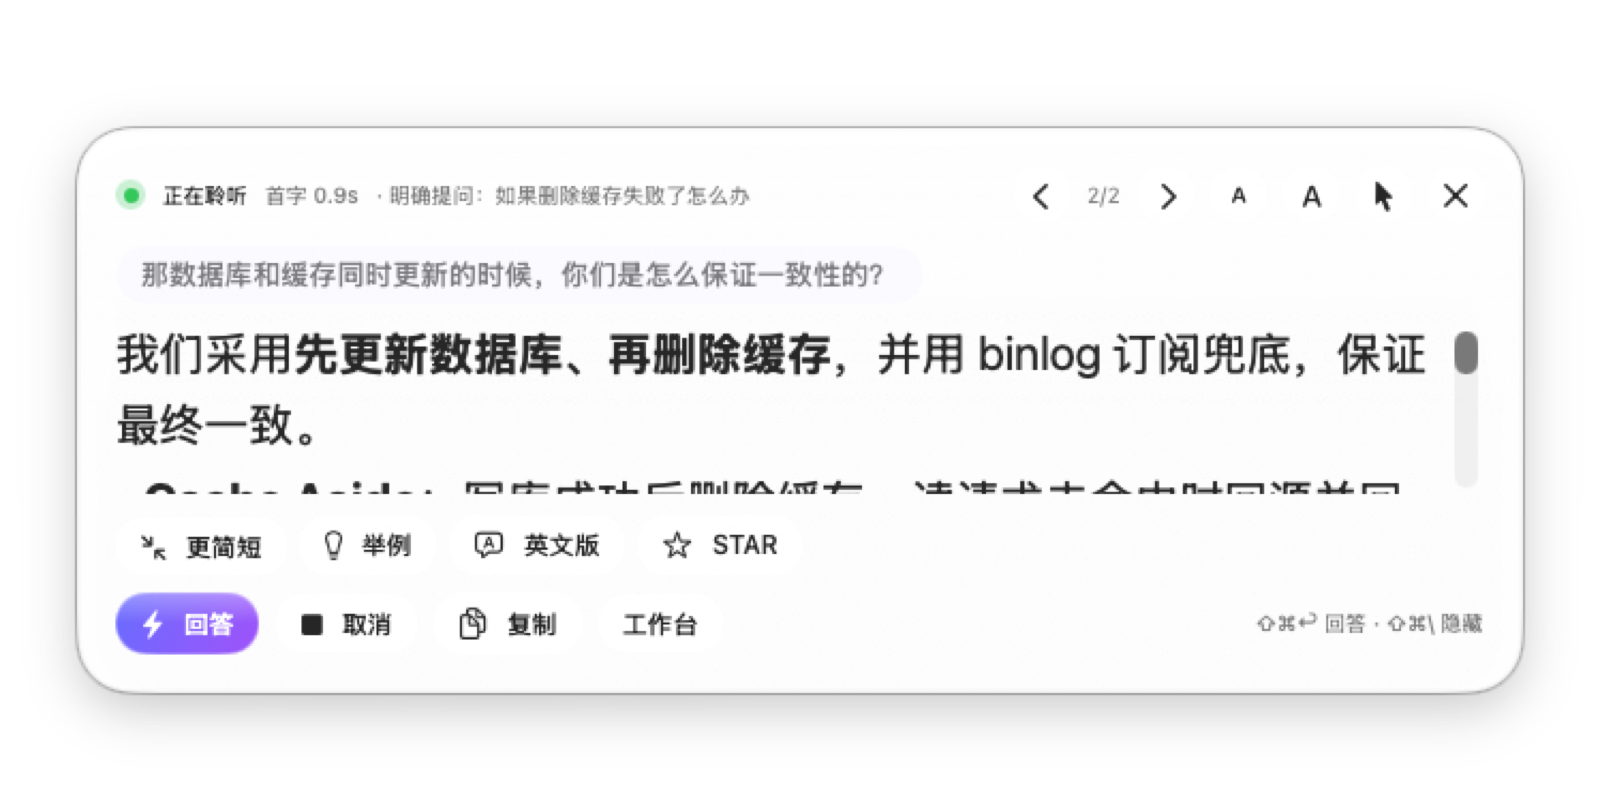 正在聆听 首字 0.9s · 明确提问：如果删除缓存失败了怎么办 2/2 A A
那数据库和缓存同时更新的时候，你们是怎么保证一致性的？
我们采用先更新数据库、再删除缓存，并用 binlog 订阅兜底，保证
最终一致。
更简短 举例 英文版 STAR
回答 取消 复制 工作台 ⇧⌘↩ 回答 · ⇧⌘\ 隐藏